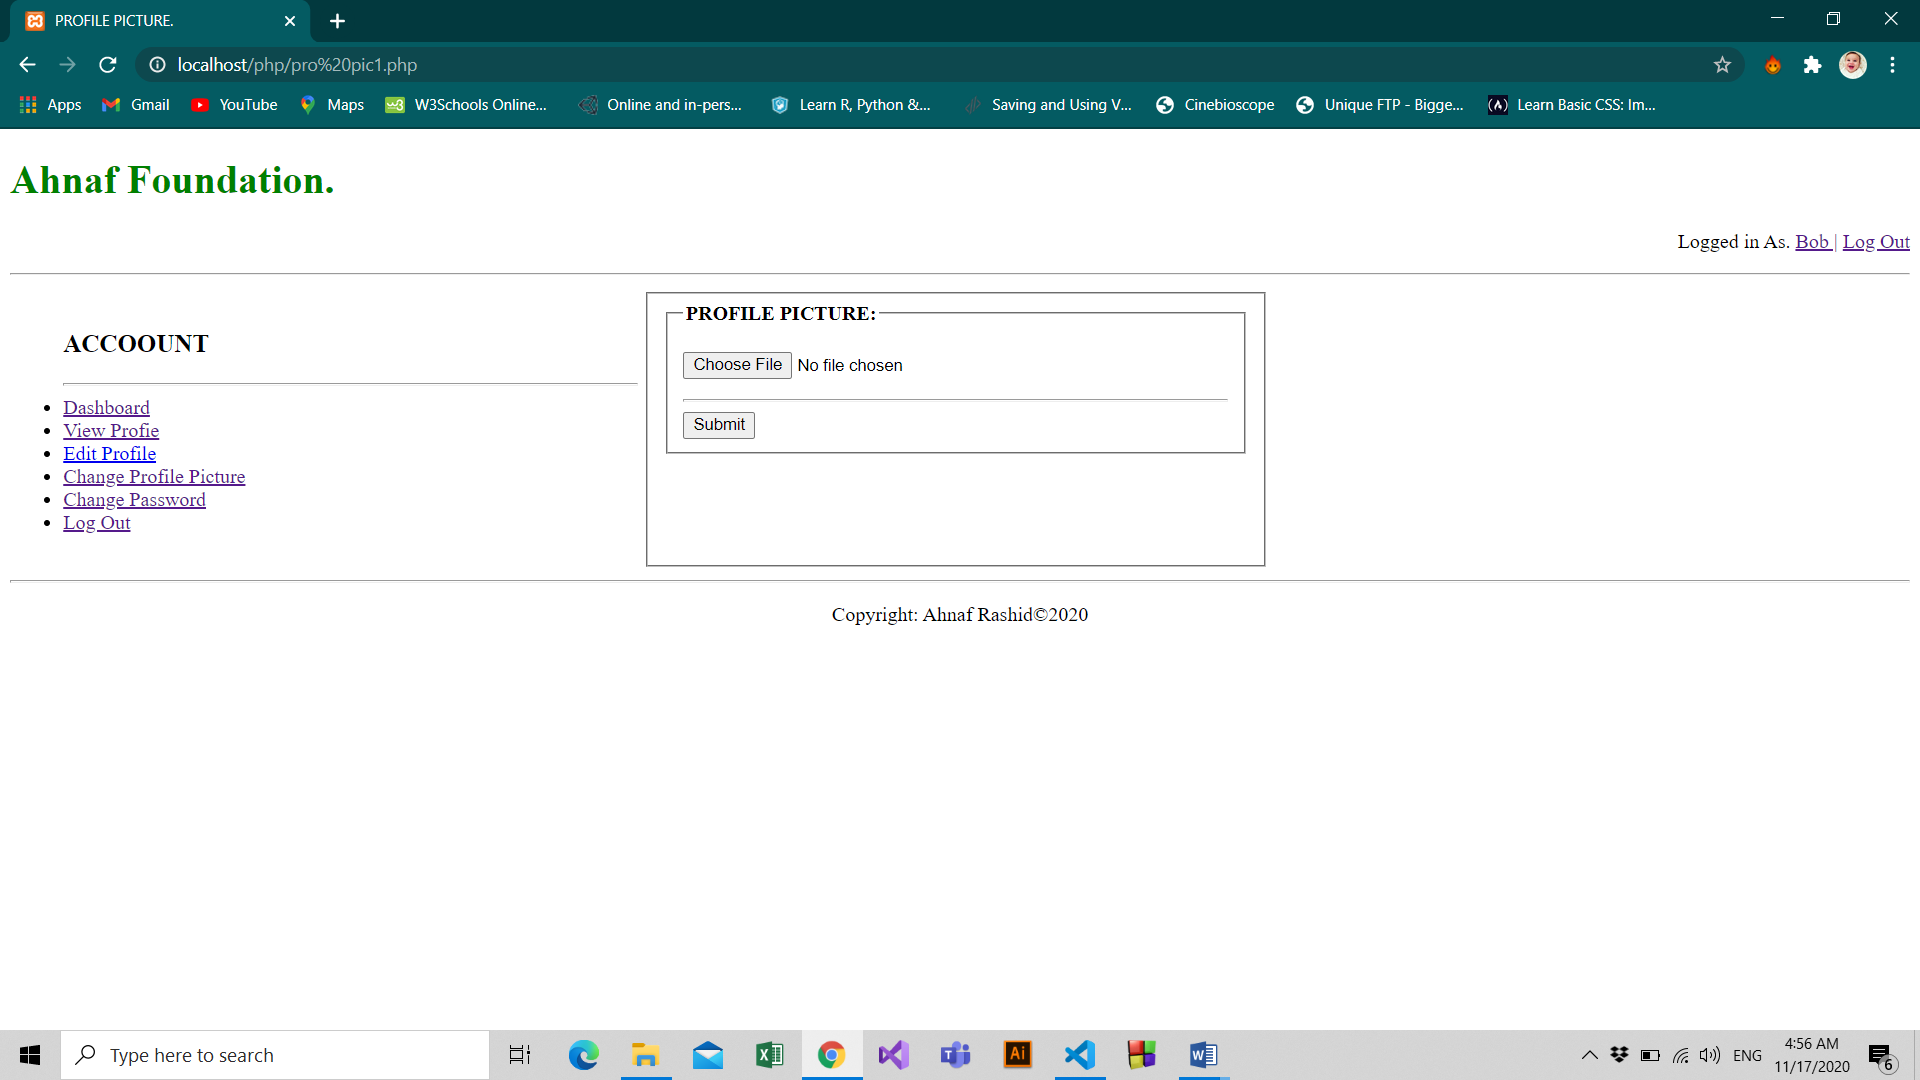 PROFILE PICTURE.
localhost/php/pro%20pic1.php
Apps Gmail YouTube Maps W3Schools Online... Online and in-pers... Learn R, Python &... Saving and Using V... Cinebioscope Unique FTP - Bigge... Learn Basic CSS: Im...
Ahnaf Foundation.
Logged in As. Bob | Log Out
ACCOOUNT
Dashboard
View Profie
Edit Profile
Change Profile Picture
Change Password
Log Out
PROFILE PICTURE:
Choose File No file chosen
Submit
Copyright: Ahnaf Rashid©2020
Type here to search
ENG
4:56 AM
11/17/2020
6